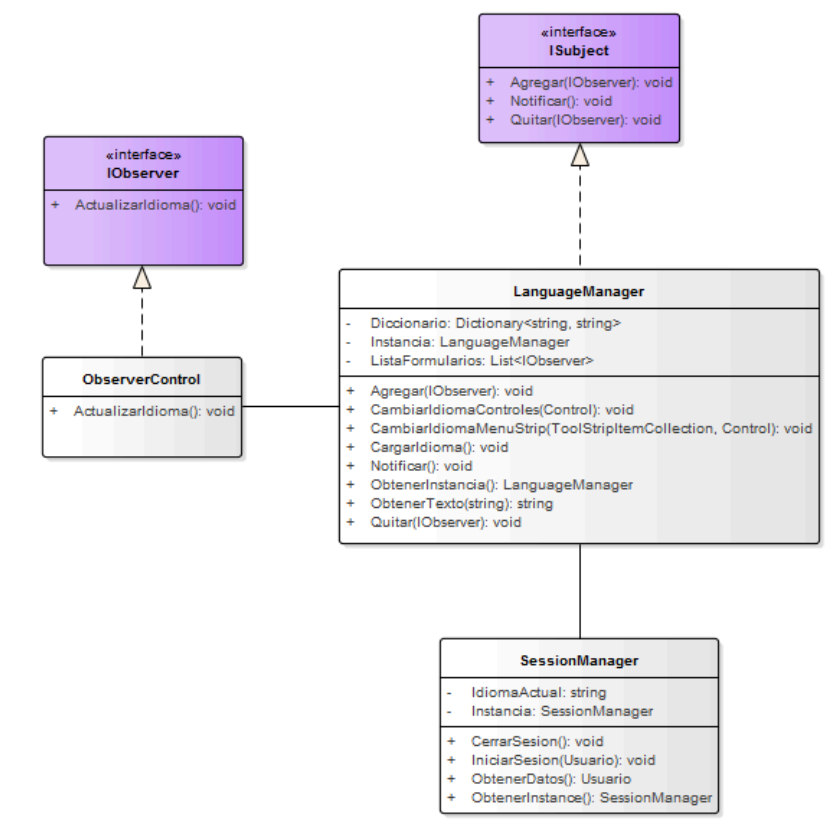 «interface»
ISubject
+ Agregar(IObserver): void
+ Notificar(): void
+ Quitar(IObserver): void
«interface»
IObserver
+ ActualizarIdioma(): void
LanguageManager
- Diccionario: Dictionary<string, string>
- Instancia: LanguageManager
- ListaFormularios: List<IObserver>
+ Agregar(IObserver): void
+ CambiarIdiomaControles(Control): void
+ CambiarIdiomaMenuStrip(ToolStripItemCollection, Control): void
+ CargarIdioma(): void
+ Notificar(): void
+ ObtenerInstancia(): LanguageManager
+ ObtenerTexto(string): string
+ Quitar(IObserver): void
ObserverControl
+ ActualizarIdioma(): void
SessionManager
- IdiomaActual: string
- Instancia: SessionManager
+ CerrarSesion(): void
+ IniciarSesion(Usuario): void
+ ObtenerDatos(): Usuario
+ ObtenerInstance(): SessionManager